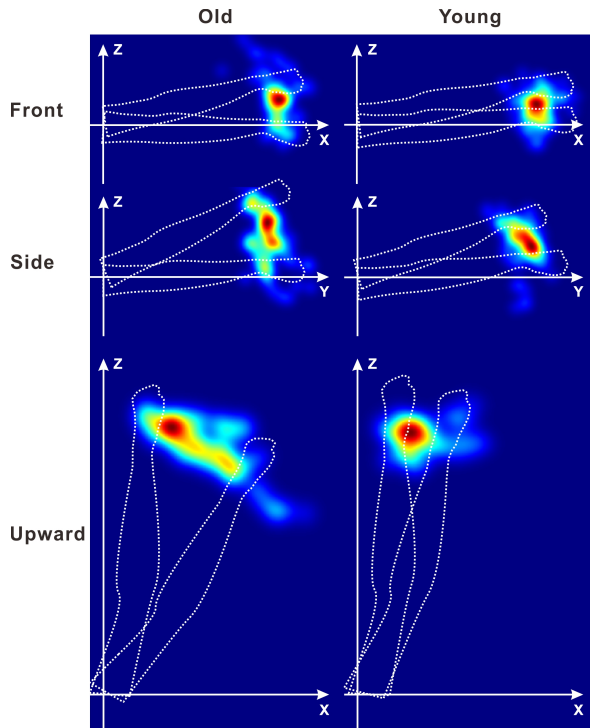 Old Young
Front
Z Z
X X
Side
Z Z
Y Y
Upward
Z Z
X X